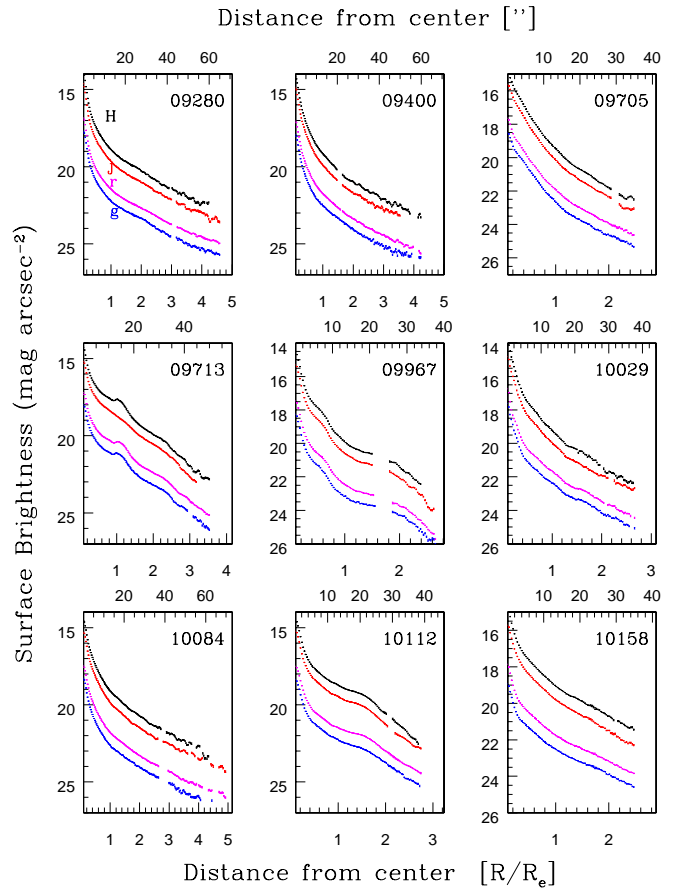 Distance from center [’’]
20 40 60
20 40 60
10 20 30 40
15 20 25
09280
H
J
r
g
09400
16 18 20 22 24 26
09705
1 2 3 4 5
1 2 3 4
1 2
20 40
10 20 30 40
10 20 30 40
Surface Brightness (mag arcsec−2)
15 20 25
09713
14 16 18 20 22 24 26
09967
14 16 18 20 22 24 26
10029
1 2 3 4
1 2
1 2 3
20 40 60 80
10 20 30 40
10 20 30 40
15 20 25
10084
15 20 25
10112
16 18 20 22 24 26
10158
1 2 3 4 5
1 2 3
1 2
Distance from center [R/Re]